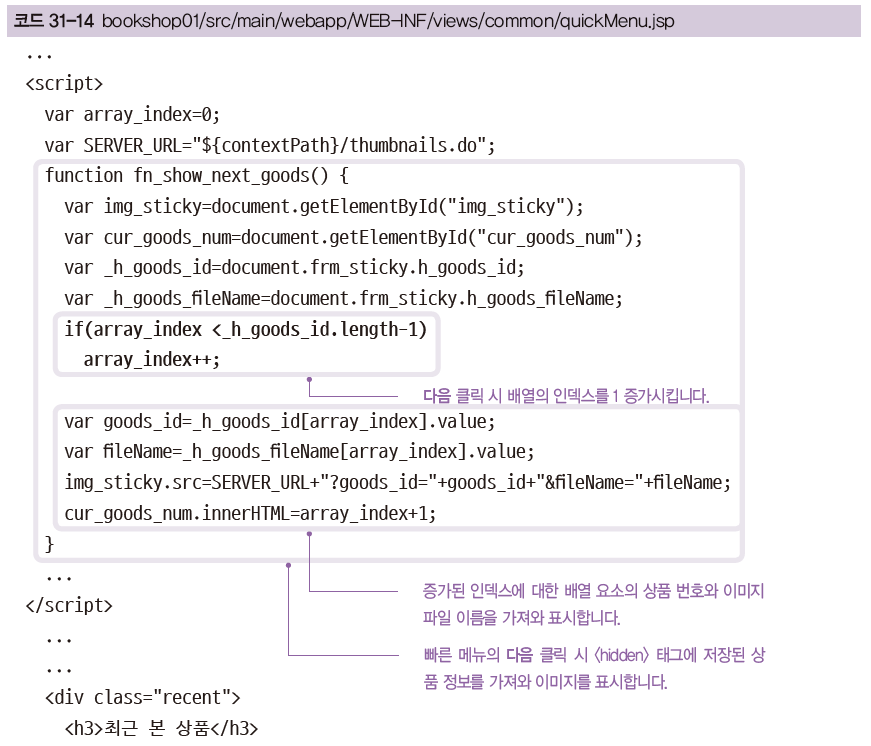 코드 31-14 bookshop01/src/main/webapp/WEB-INF/views/common/quickMenu.jsp
...
<script>
var array_index=0;
var SERVER_URL="${contextPath}/thumbnails.do";
function fn_show_next_goods() {
var img_sticky=document.getElementById("img_sticky");
var cur_goods_num=document.getElementById("cur_goods_num");
var _h_goods_id=document.frm_sticky.h_goods_id;
var _h_goods_fileName=document.frm_sticky.h_goods_fileName;
if(array_index <_h_goods_id.length-1)
array_index++;
다음 클릭 시 배열의 인덱스를 1 증가시킵니다.
var goods_id=_h_goods_id[array_index].value;
var fileName=_h_goods_fileName[array_index].value;
img_sticky.src=SERVER_URL+"?goods_id="+goods_id+"&fileName="+fileName;
cur_goods_num.innerHTML=array_index+1;
}
...
증가된 인덱스에 대한 배열 요소의 상품 번호와 이미지
파일 이름을 가져와 표시합니다.
</script>
...
빠른 메뉴의 다음 클릭 시 <hidden> 태그에 저장된 상
품 정보를 가져와 이미지를 표시합니다.
...
<div class="recent">
<h3>최근 본 상품</h3>